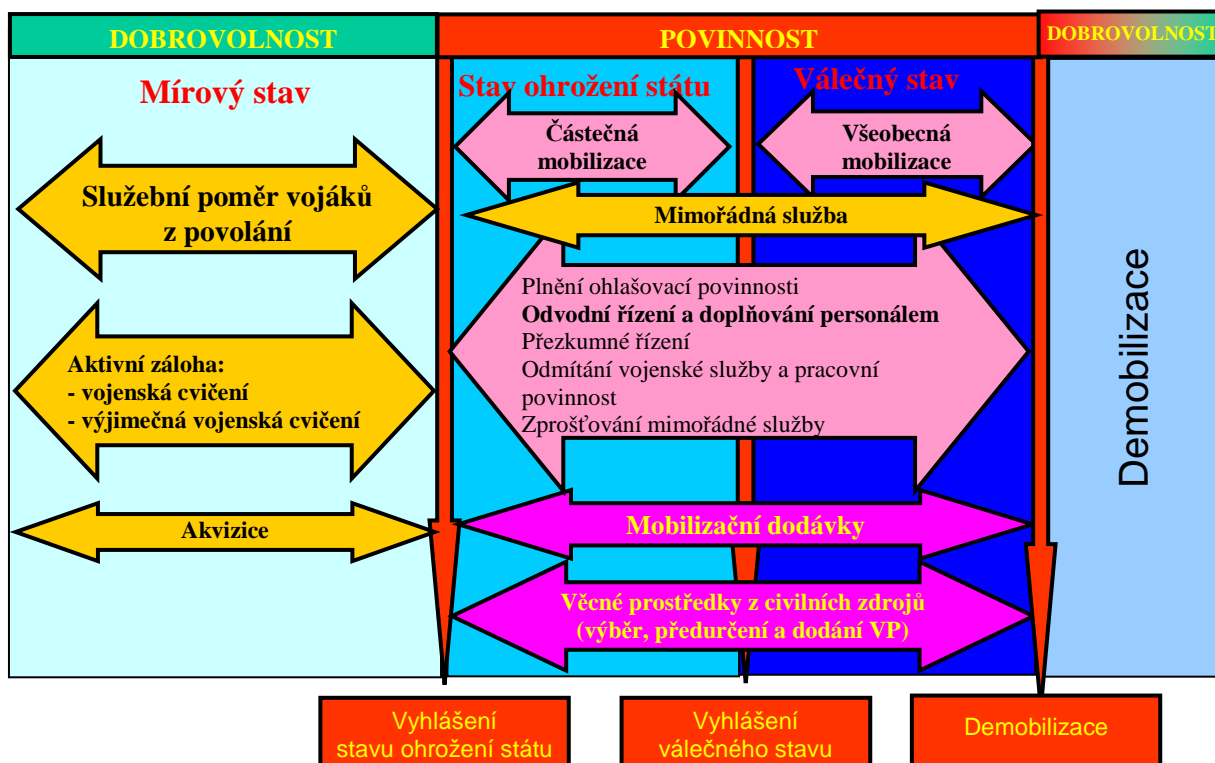 DOBROVOLNOST
POVINNOST
DOBROVOLNOST
Mírový stav
Stav ohrožení státu
Válečný stav
Částečná
mobilizace
Všeobecná
mobilizace
Služební poměr vojáků
z povolání
Mimořádná služba
Plnění ohlašovací povinnosti
Odvodní řízení a doplňování personálem
Přezkumné řízení
Odmítání vojenské služby a pracovní
povinnost
Zprošťování mimořádné služby
Aktivní záloha:
- vojenská cvičení
- výjimečná vojenská cvičení
Demobilizace
Akvizice
Mobilizační dodávky
Věcné prostředky z civilních zdrojů
(výběr, předurčení a dodání VP)
Vyhlášení
stavu ohrožení státu
Vyhlášení
válečného stavu
Demobilizace